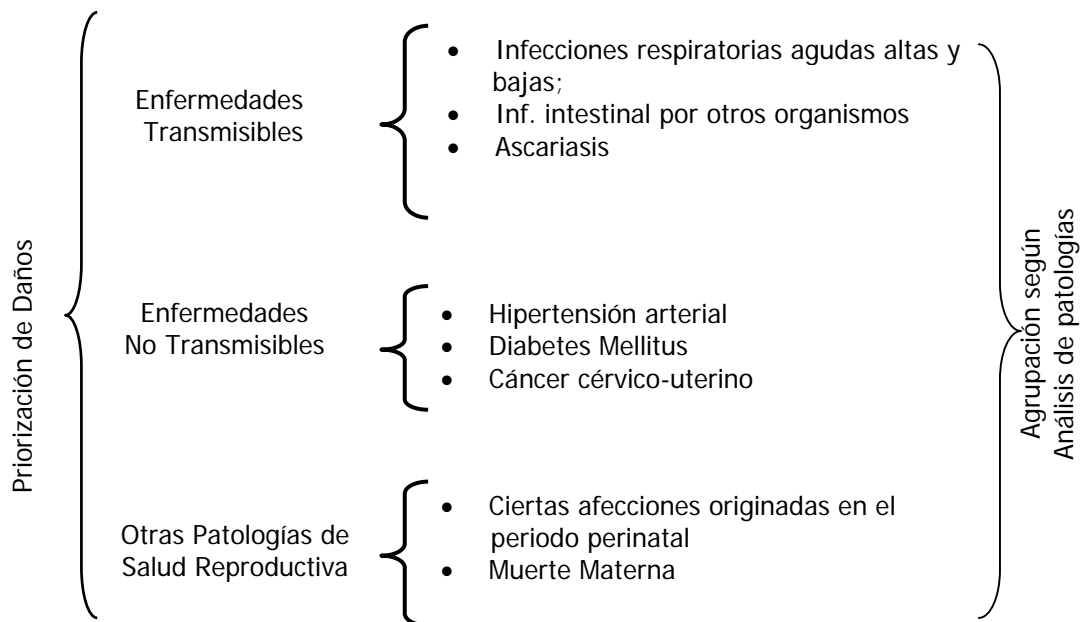 Priorización de Daños
Enfermedades
Transmisibles
• Infecciones respiratorias agudas altas y
bajas;
• Inf. intestinal por otros organismos
• Ascariasis
Enfermedades
No Transmisibles
• Hipertensión arterial
• Diabetes Mellitus
• Cáncer cérvico-uterino
Otras Patologías de
Salud Reproductiva
• Ciertas afecciones originadas en el
periodo perinatal
• Muerte Materna
Agrupación según
Análisis de patologías